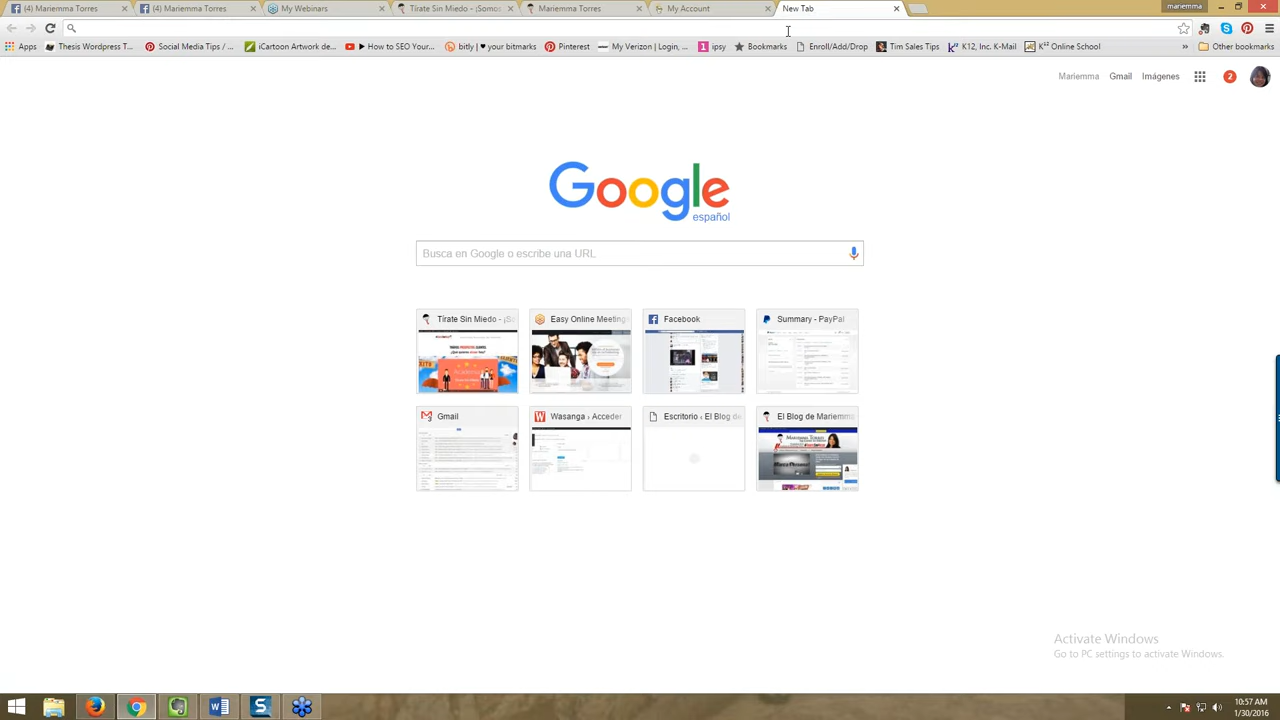 (4) Mariemma Torres
(4) Mariemma Torres
My Webinars
Tírate Sin Miedo - ¡Somos
Mariemma Torres
My Account
New Tab
mariemma
Apps
Thesis Wordpress T...
Social Media Tips / ...
iCartoon Artwork de...
How to SEO Your...
bitly | ♥ your bitmarks
Pinterest
My Verizon | Login, ...
ipsy
Bookmarks
Enroll/Add/Drop
Tim Sales Tips
K12, Inc. K-Mail
K¹² Online School
»
Other bookmarks
Mariemma
Gmail
Imágenes
2
Google
español
Busca en Google o escribe una URL
Tírate Sin Miedo - ¡S
Easy Online Meeting
Facebook
Summary - PayPal
Gmail
Wasanga › Acceder
Escritorio › El Blog de
El Blog de Mariemm
Activate Windows
Go to PC settings to activate Windows.
10:57 AM
1/30/2016